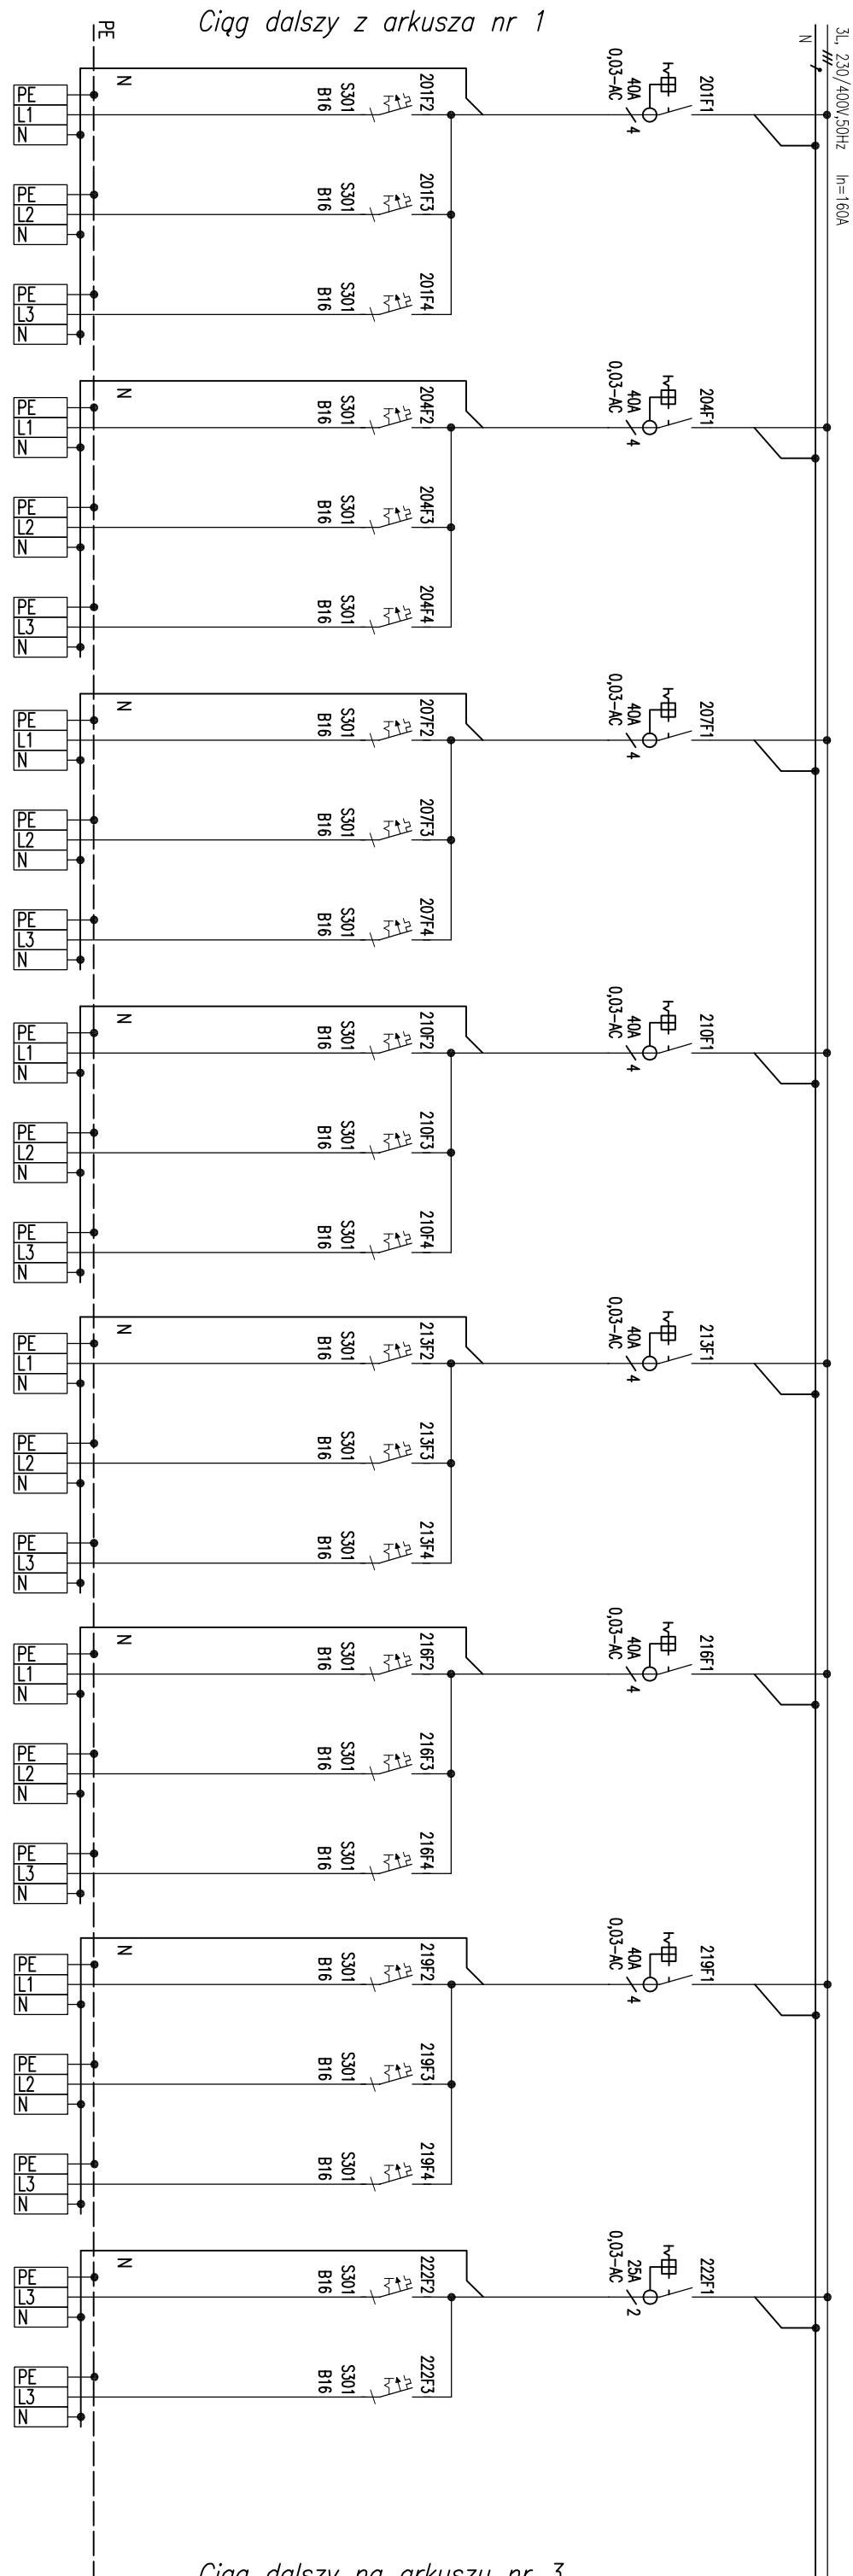 Ciąg dalszy z arkusza nr 1
3L, 230/400V,50Hz In=160A
N
PE
201F1
40A
0,03-AC
4
N
201F2
S301
B16
PE
L1
N
201F3
S301
B16
PE
L2
N
201F4
S301
B16
PE
L3
N
204F1
40A
0,03-AC
4
N
204F2
S301
B16
PE
L1
N
204F3
S301
B16
PE
L2
N
204F4
S301
B16
PE
L3
N
207F1
40A
0,03-AC
4
N
207F2
S301
B16
PE
L1
N
207F3
S301
B16
PE
L2
N
207F4
S301
B16
PE
L3
N
210F1
40A
0,03-AC
4
N
210F2
S301
B16
PE
L1
N
210F3
S301
B16
PE
L2
N
210F4
S301
B16
PE
L3
N
213F1
40A
0,03-AC
4
N
213F2
S301
B16
PE
L1
N
213F3
S301
B16
PE
L2
N
213F4
S301
B16
PE
L3
N
216F1
40A
0,03-AC
4
N
216F2
S301
B16
PE
L1
N
216F3
S301
B16
PE
L2
N
216F4
S301
B16
PE
L3
N
219F1
40A
0,03-AC
4
N
219F2
S301
B16
PE
L1
N
219F3
S301
B16
PE
L2
N
219F4
S301
B16
PE
L3
N
222F1
25A
0,03-AC
2
N
222F2
S301
B16
PE
L3
N
222F3
S301
B16
PE
L3
N
Ciąg dalszy na arkuszu nr 3